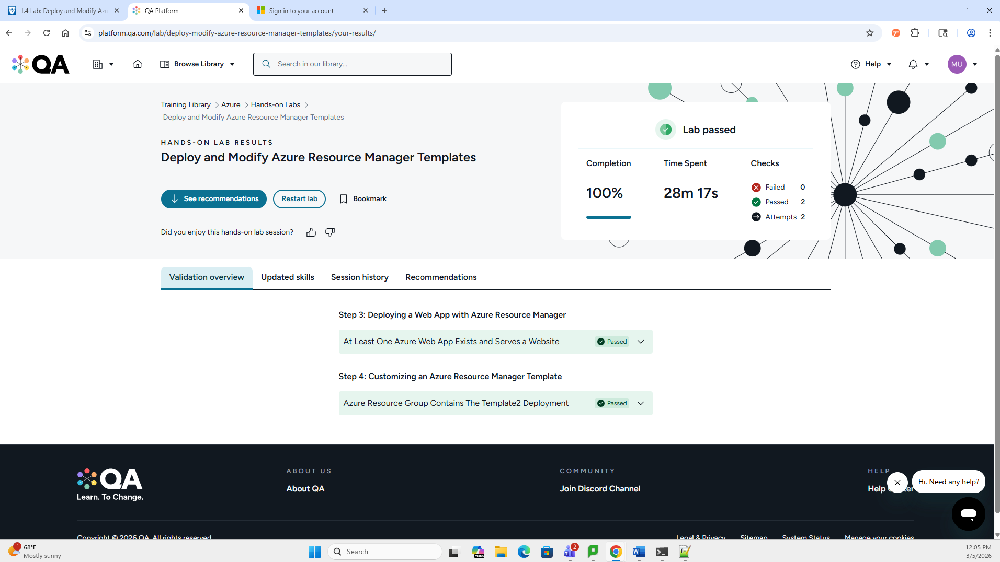 1.4 Lab: Deploy and Modify Azu
QA Platform
Sign in to your account
platform.qa.com/lab/deploy-modify-azure-resource-manager-templates/your-results/
QA
Browse Library
Search in our library...
Help
MU
Training Library
Azure
Hands-on Labs
Deploy and Modify Azure Resource Manager Templates
HANDS-ON LAB RESULTS
Deploy and Modify Azure Resource Manager Templates
See recommendations
Restart lab
Bookmark
Did you enjoy this hands-on lab session?
Lab passed
Completion
Time Spent
Checks
100%
28m 17s
Failed 0
Passed 2
Attempts 2
Validation overview
Updated skills
Session history
Recommendations
Step 3: Deploying a Web App with Azure Resource Manager
At Least One Azure Web App Exists and Serves a Website
Passed
Step 4: Customizing an Azure Resource Manager Template
Azure Resource Group Contains The Template2 Deployment
Passed
QA
Learn. To Change.
ABOUT US
About QA
COMMUNITY
Join Discord Channel
HELP
Help
Hi. Need any help?
Copyright © 2026 QA. All rights reserved
Legal & Privacy
Sitemap
System Status
Manage your cookies
1
68°F
Mostly sunny
Search
M365
2
12:05 PM
3/5/2026